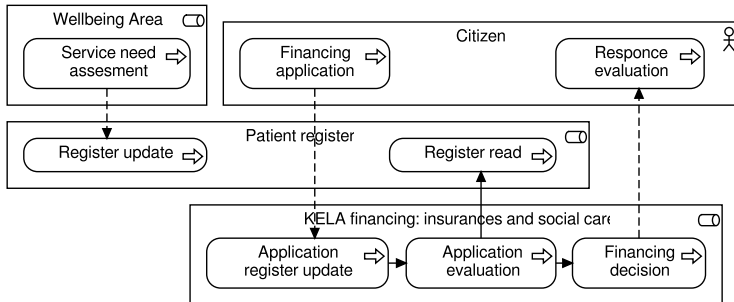 Wellbeing Area
Service need
assesment
Citizen
Financing
application
Responce
evaluation
Patient register
Register update
Register read
KELA financing: insurances and social care
Application
register update
Application
evaluation
Financing
decision